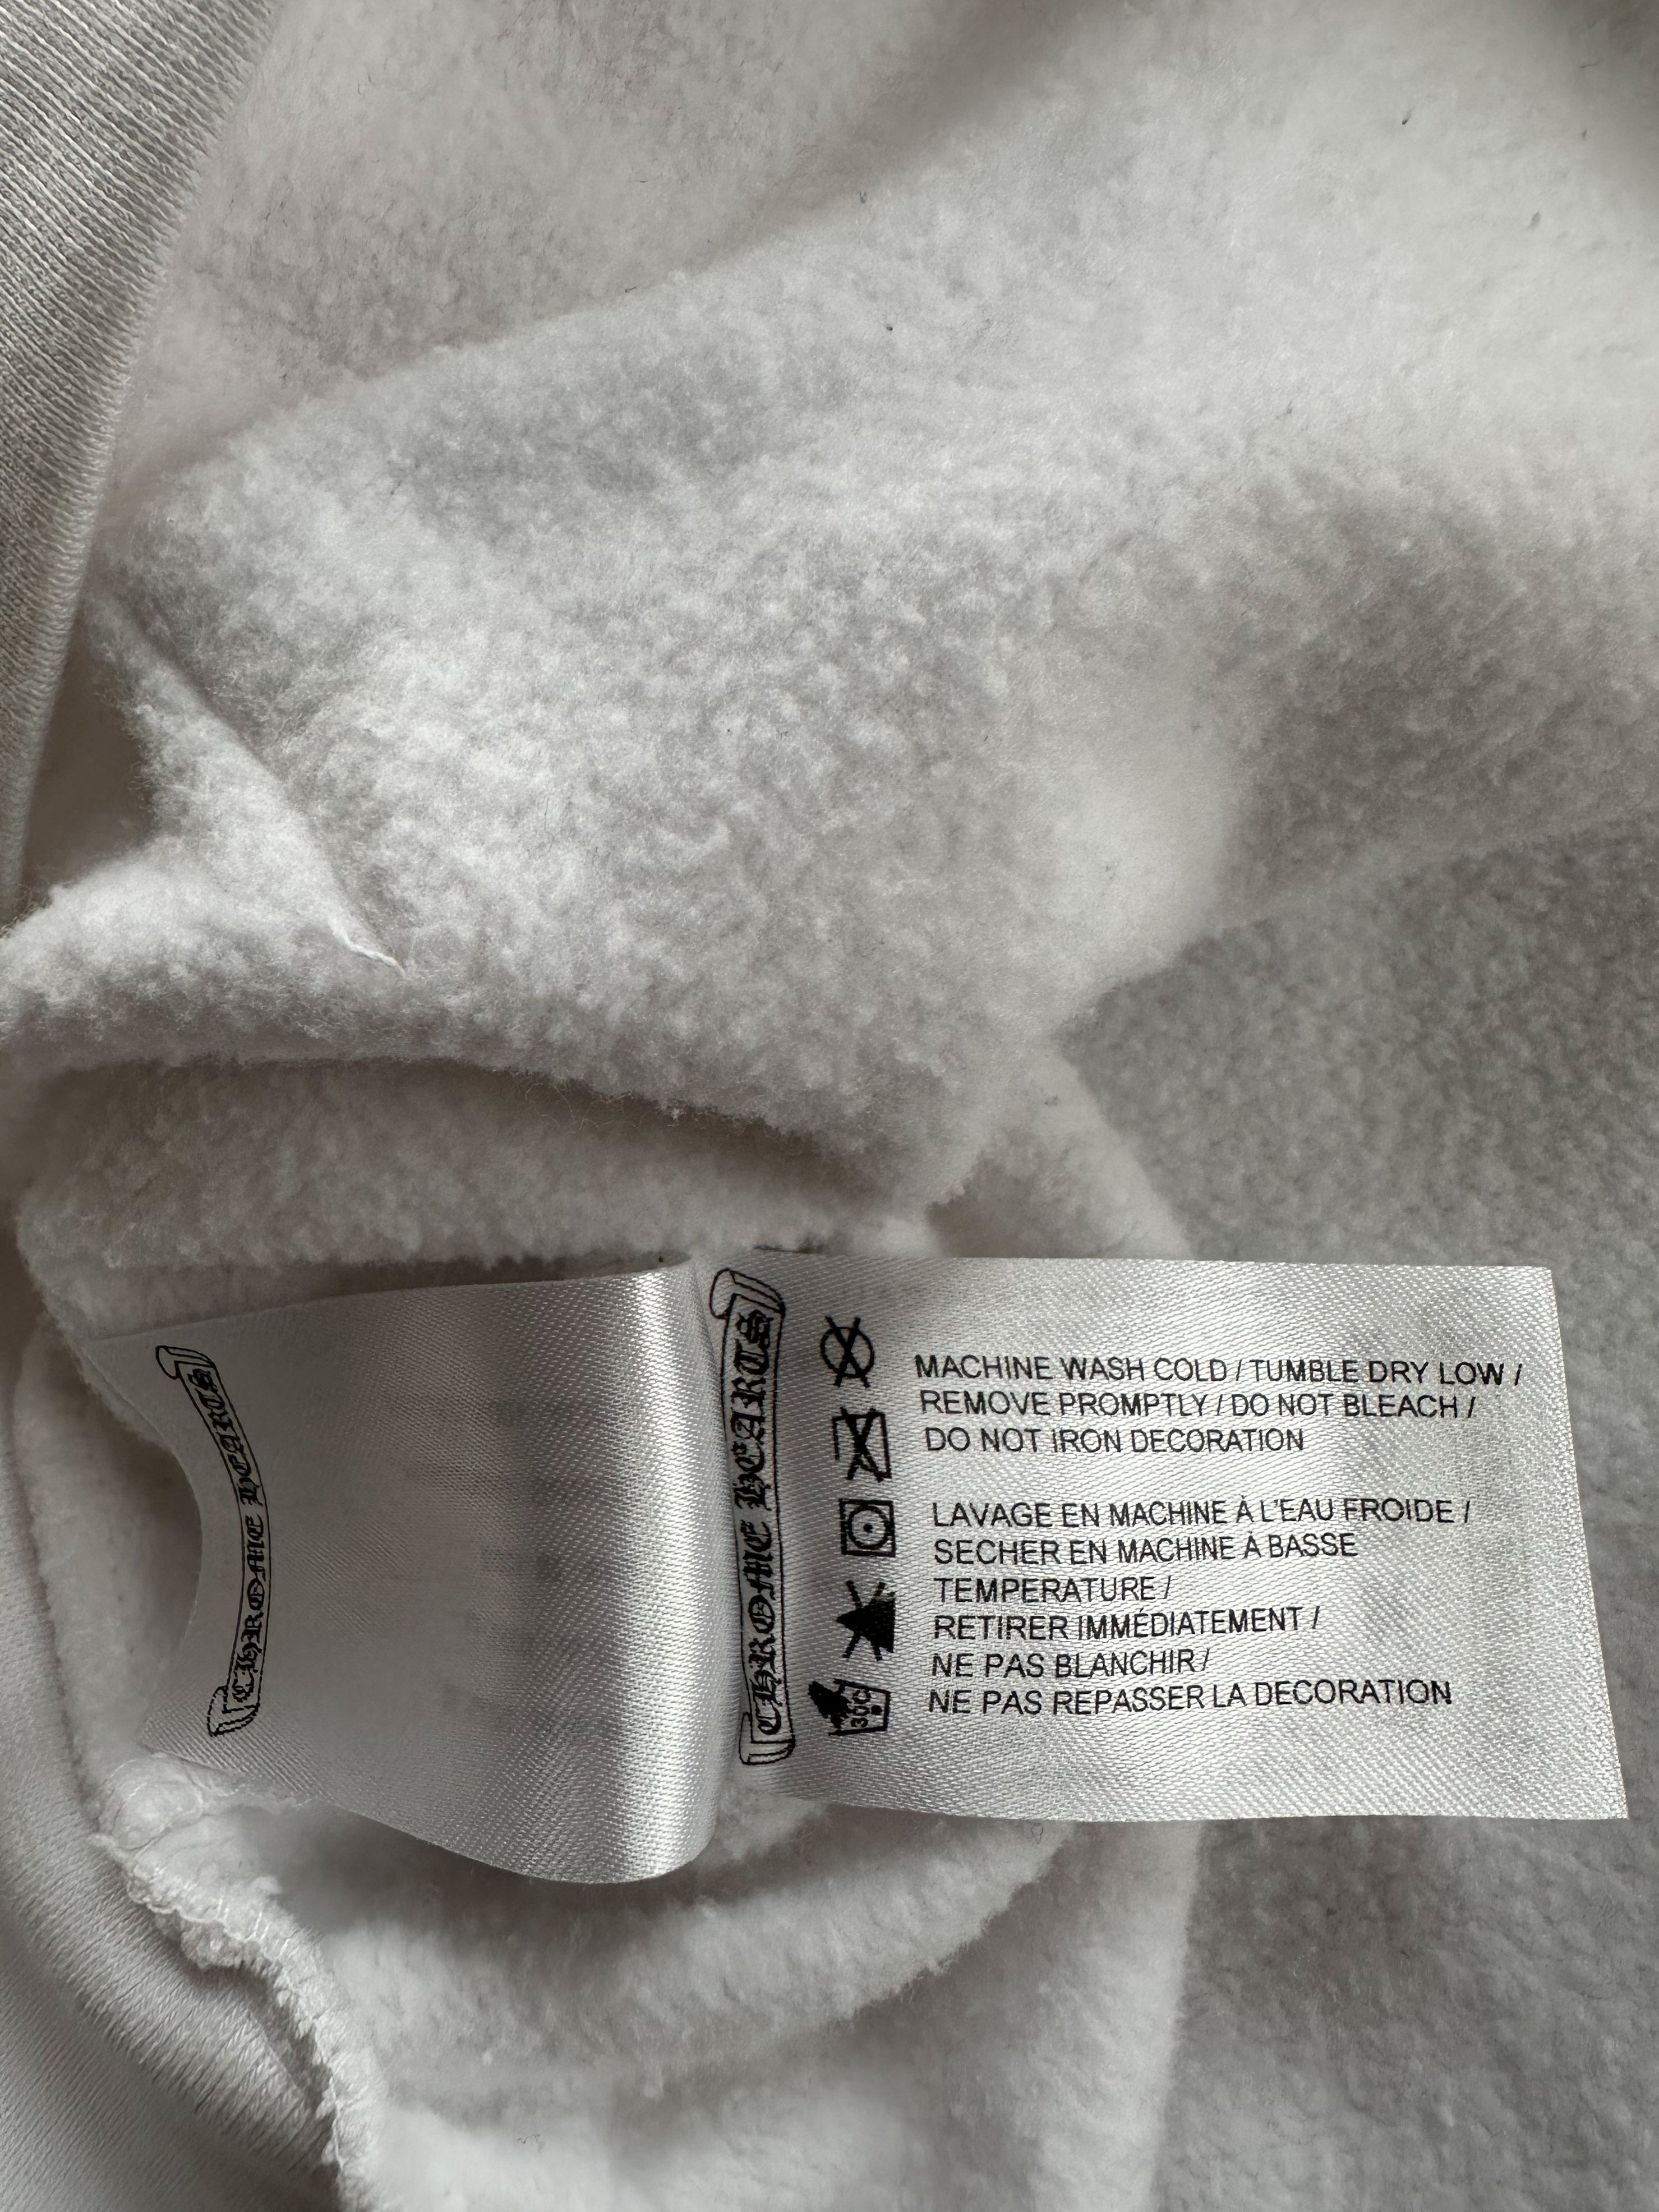 CHROME HEARTS
CHROME HEARTS
MACHINE WASH COLD / TUMBLE DRY LOW /
REMOVE PROMPTLY / DO NOT BLEACH /
DO NOT IRON DECORATION
LAVAGE EN MACHINE À L'EAU FROIDE /
SECHER EN MACHINE À BASSE
TEMPERATURE /
RETIRER IMMÉDIATEMENT /
NE PAS BLANCHIR /
NE PAS REPASSER LA DECORATION
30C